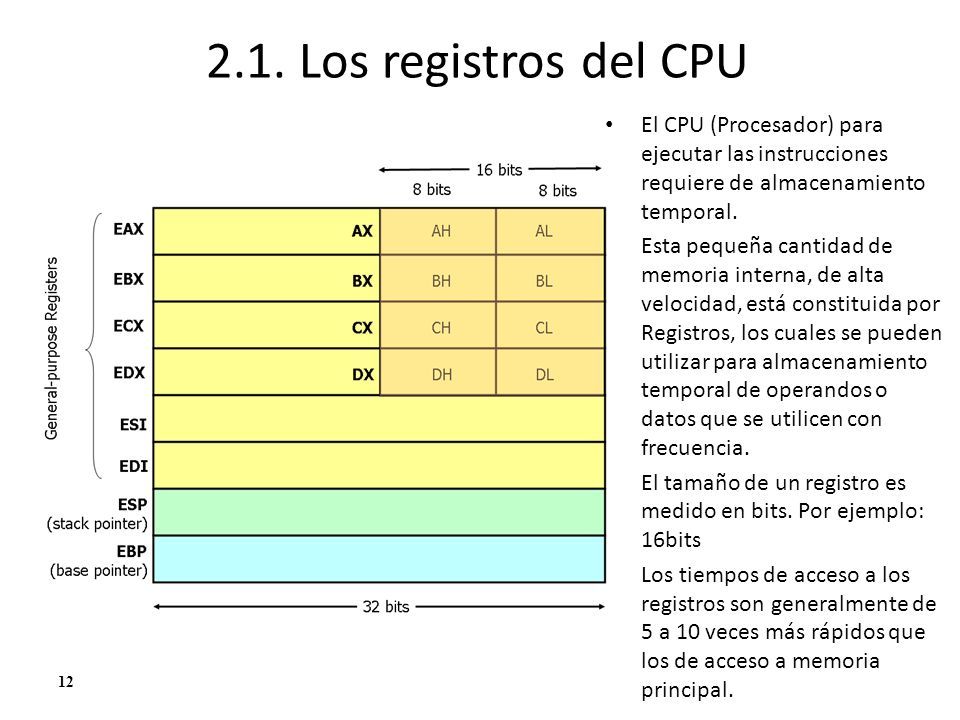 2.1. Los registros del CPU
• El CPU (Procesador) para
ejecutar las instrucciones
requiere de almacenamiento
temporal.
Esta pequeña cantidad de
memoria interna, de alta
velocidad, está constituida por
Registros, los cuales se pueden
utilizar para almacenamiento
temporal de operandos o
datos que se utilicen con
frecuencia.
El tamaño de un registro es
medido en bits. Por ejemplo:
16bits
Los tiempos de acceso a los
registros son generalmente de
5 a 10 veces más rápidos que
los de acceso a memoria
principal.
16 bits
8 bits 8 bits
General-purpose Registers
EAX AX AH AL
EBX BX BH BL
ECX CX CH CL
EDX DX DH DL
ESI
EDI
ESP
(stack pointer)
EBP
(base pointer)
32 bits
12